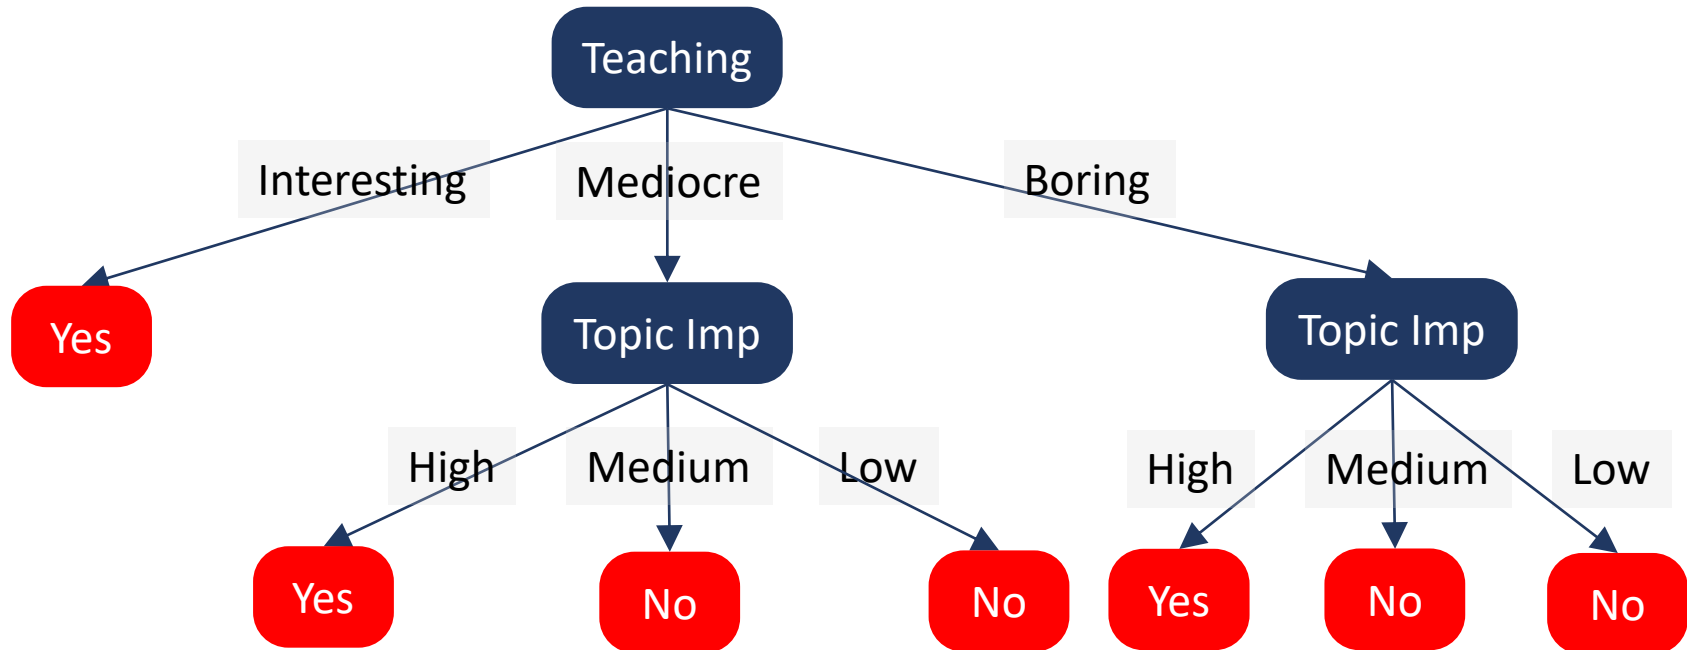 Teaching
Interesting
Mediocre
Boring
Yes
Topic Imp
Topic Imp
High
Medium
Low
High
Medium
Low
Yes
No
No
Yes
No
No